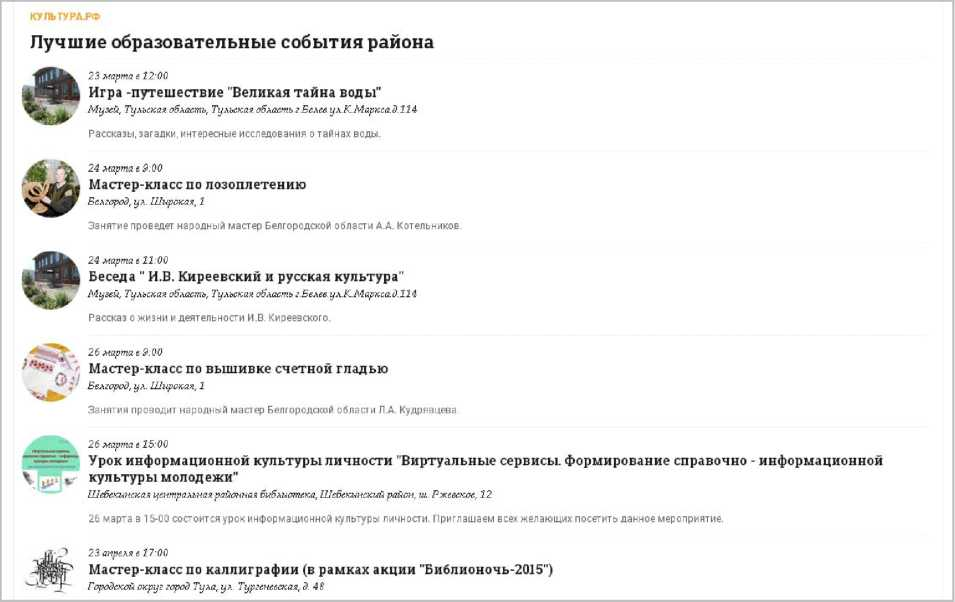 КУЛЬТУРА.РФ
Лучшие образовательные события района
23 марта в 12:00
Игра -путешествие "Великая тайна воды"
Музей, Тульская область, Тульская область г.Белев ул.К.Маркса.д.114
Рассказы, загадки, интересные исследования о тайнах воды.
24 марта в 9:00
Мастер-класс по лозоплетению
Белгород, ул. Широкая, 1
Занятие проведет народный мастер Белгородской области А.А. Котельников.
24 марта в 11:00
Беседа " И.В. Киреевский и русская культура"
Музей, Тульская область, Тульская область г.Белев ул.К.Маркса.д.114
Рассказ о жизни и деятельности И.В. Киреевского.
26 марта в 9:00
Мастер-класс по вышивке счетной гладью
Белгород, ул. Широкая, 1
Занятия проводит народный мастер Белгородской области Л.А. Кудрявцева.
26 марта в 15:00
Урок информационной культуры личности "Виртуальные сервисы. Формирование справочно - информационной
культуры молодежи"
Шебекинская центральная районная библиотека, Шебекинский район, ш. Ржевское, 12
26 марта в 15-00 состоится урок информационной культуры личности. Приглашаем всех желающих посетить данное мероприятие.
23 апреля в 17:00
Мастер-класс по каллиграфии (в рамках акции "Библионочь-2015")
Городской округ город Тула, ул. Тургеневская, д. 48